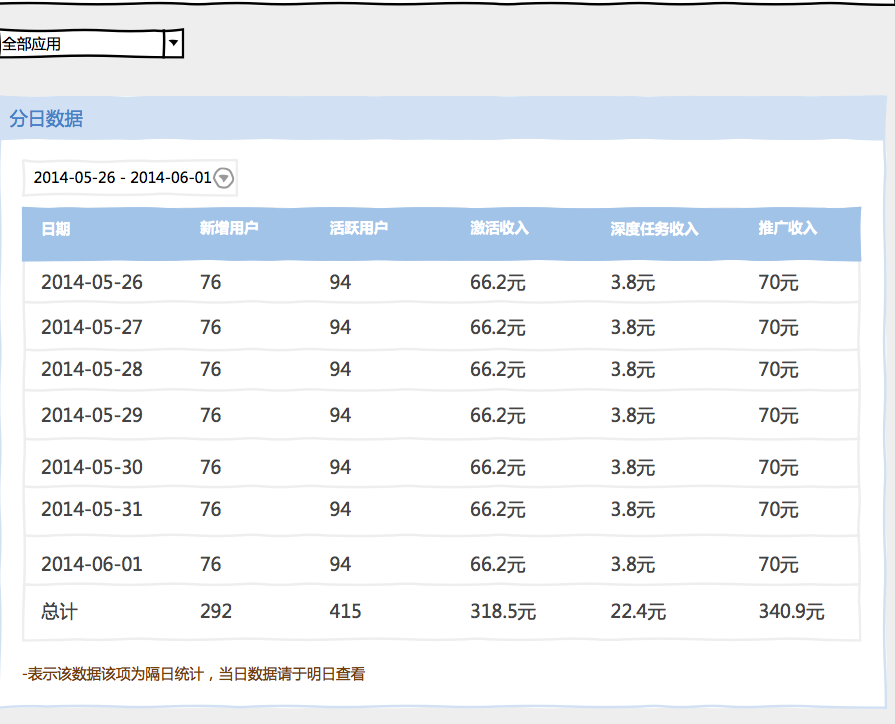 全部应用
分日数据
2014-05-26 - 2014-06-01
日期 新增用户 活跃用户 激活收入 深度任务收入 推广收入
2014-05-26 76 94 66.2元 3.8元 70元
2014-05-27 76 94 66.2元 3.8元 70元
2014-05-28 76 94 66.2元 3.8元 70元
2014-05-29 76 94 66.2元 3.8元 70元
2014-05-30 76 94 66.2元 3.8元 70元
2014-05-31 76 94 66.2元 3.8元 70元
2014-06-01 76 94 66.2元 3.8元 70元
总计 292 415 318.5元 22.4元 340.9元
-表示该数据该项为隔日统计，当日数据请于明日查看